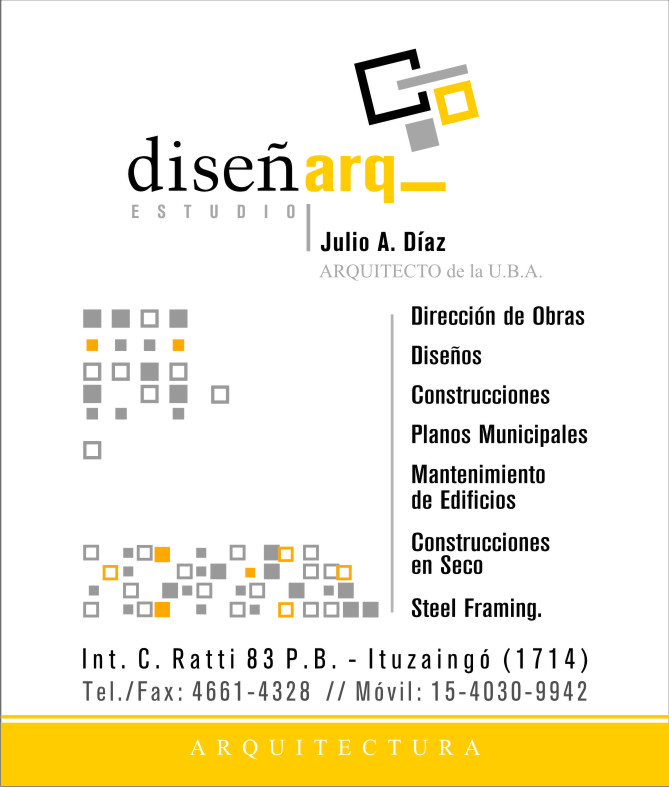 diseñarq_
ESTUDIO
Julio A. Díaz
ARQUITECTO de la U.B.A.
Dirección de Obras
Diseños
Construcciones
Planos Municipales
Mantenimiento
de Edificios
Construcciones
en Seco
Steel Framing.
Int. C. Ratti 83 P.B. - Ituzaingó (1714)
Tel./Fax: 4661-4328 // Móvil: 15-4030-9942
ARQUITECTURA